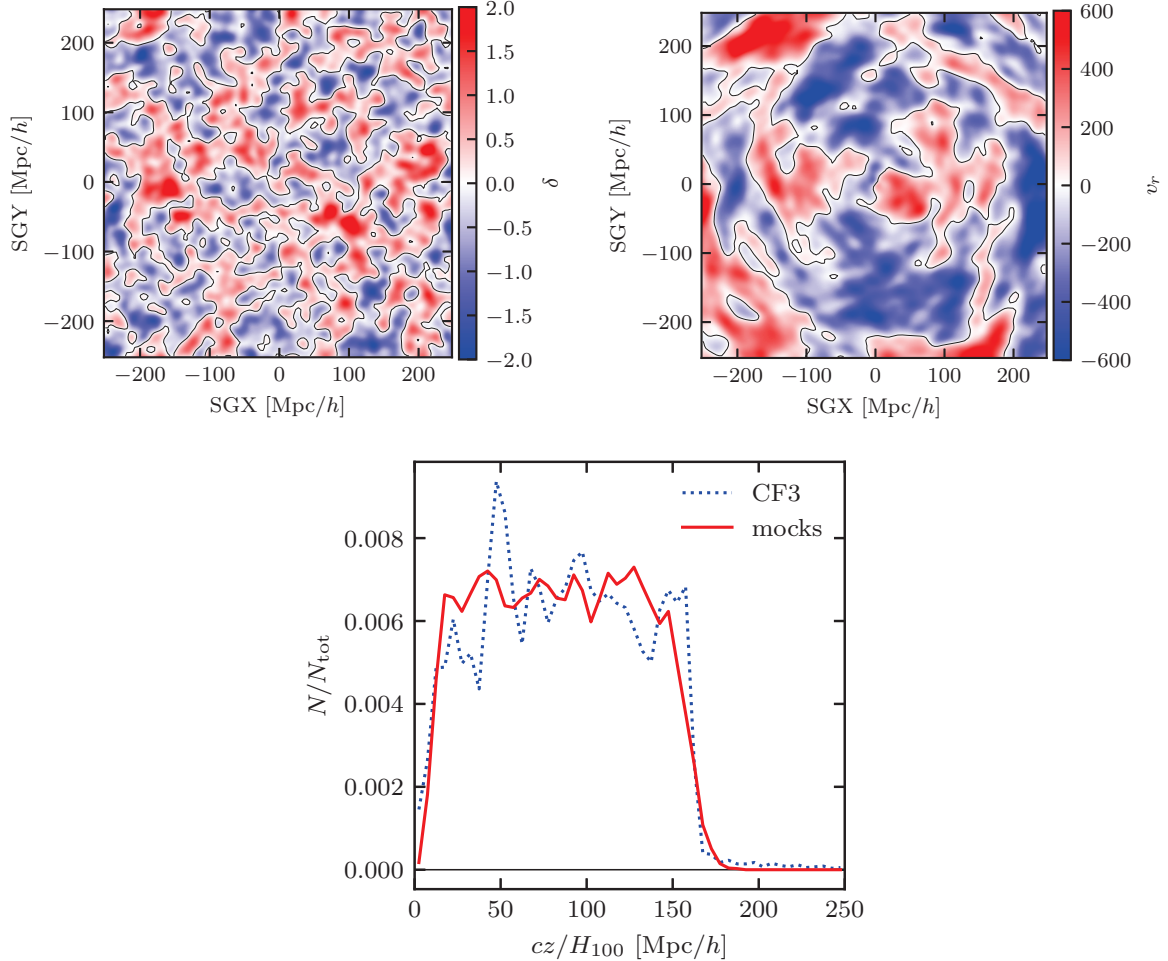 200
100
0
−100
−200
SGY [Mpc/h]
−200 −100 0 100 200
SGX [Mpc/h]
2.0
1.5
1.0
0.5
0.0
−0.5
−1.0
−1.5
−2.0
δ
200
100
0
−100
−200
SGY [Mpc/h]
−200 −100 0 100 200
SGX [Mpc/h]
600
400
200
0
−200
−400
−600
v_r
CF3
mocks
0.008
0.006
0.004
0.002
0.000
N/N_tot
0 50 100 150 200 250
cz/H_100 [Mpc/h]